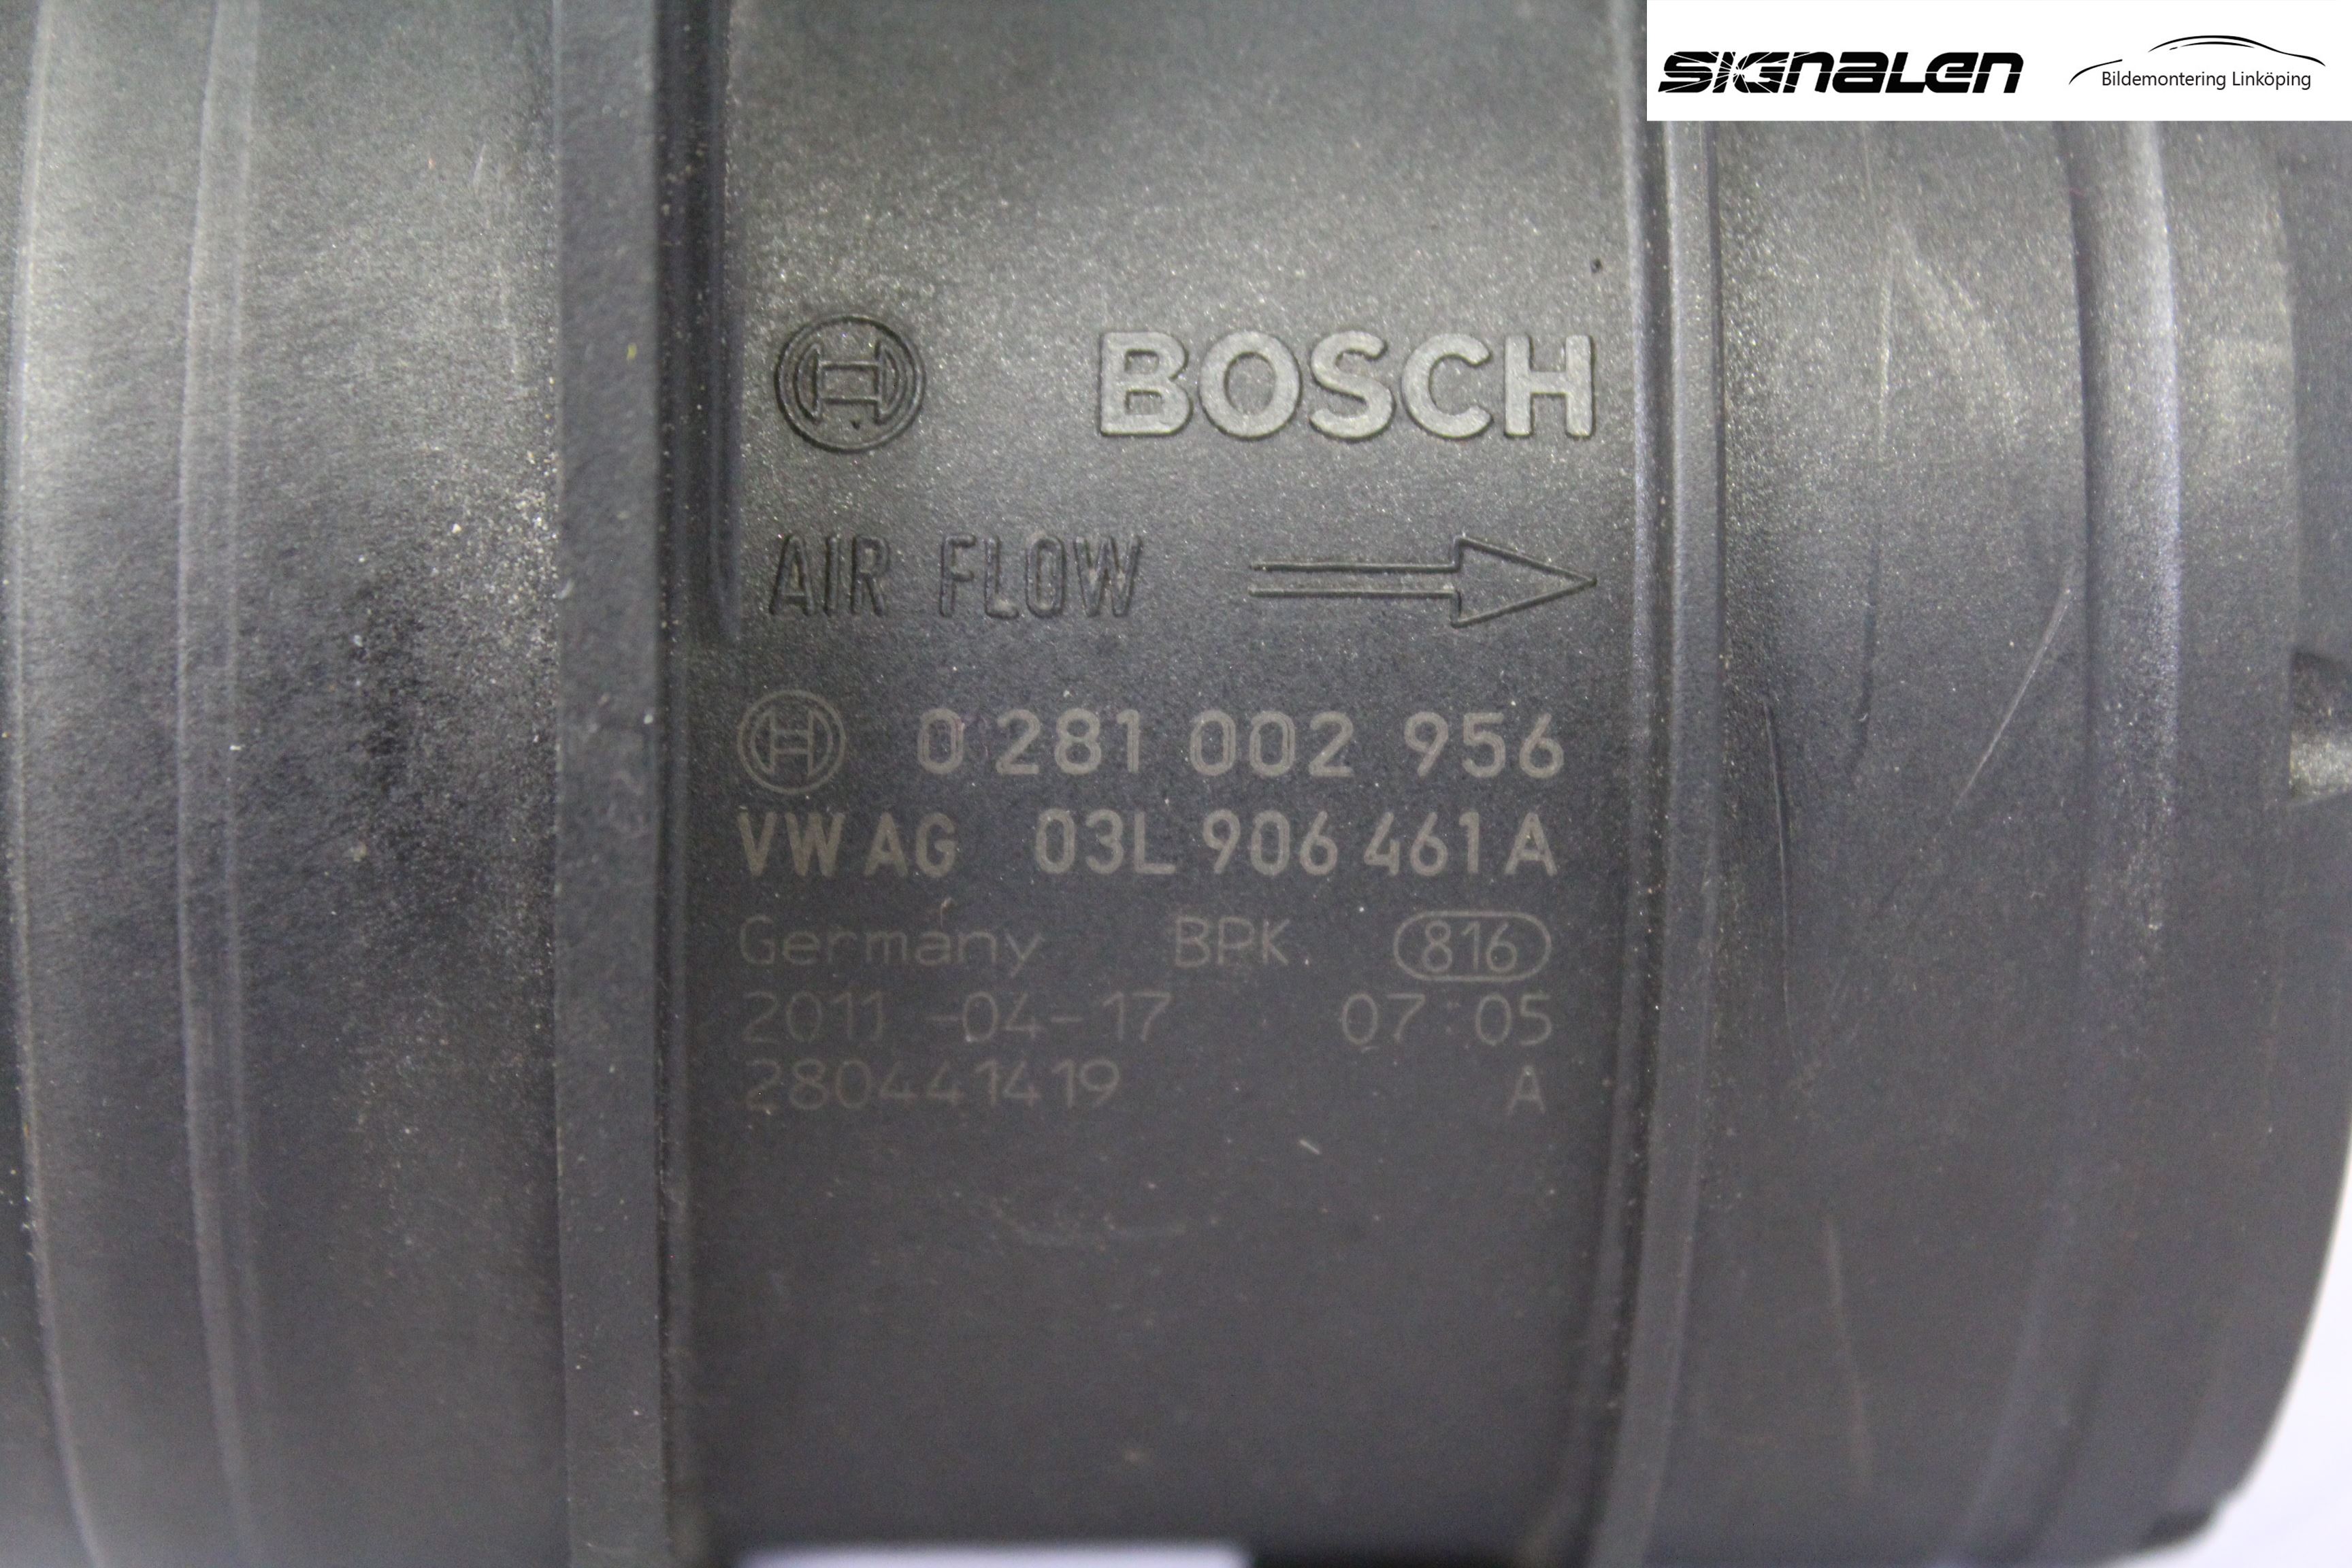 SIGNALEN
Bildemontering Linköping
BOSCH
AIR FLOW
0 281 002 956
VW AG 03L 906 461 A
Germany BPK 816
2011-04-17 07:05
280441419 A